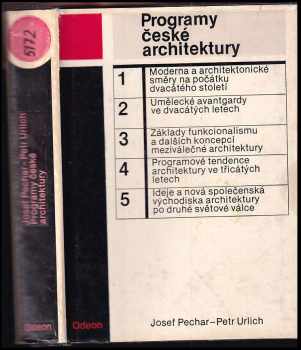 Programy
české
architektury
1 Moderna a architektonické
směry na počátku
dvacátého století
2 Umělecké avantgardy
ve dvacátých letech
3 Základy funkcionalismu
a dalších koncepcí
meziválečné architektury
4 Programové tendence
architektury ve třicátých
letech
5 Ideje a nová společenská
východiska architektury
po druhé světové válce
Josef Pechar–Petr Urlich
Odeon
5172
Josef Pechar–Petr Urlich
Programy české
architektury
Odeon